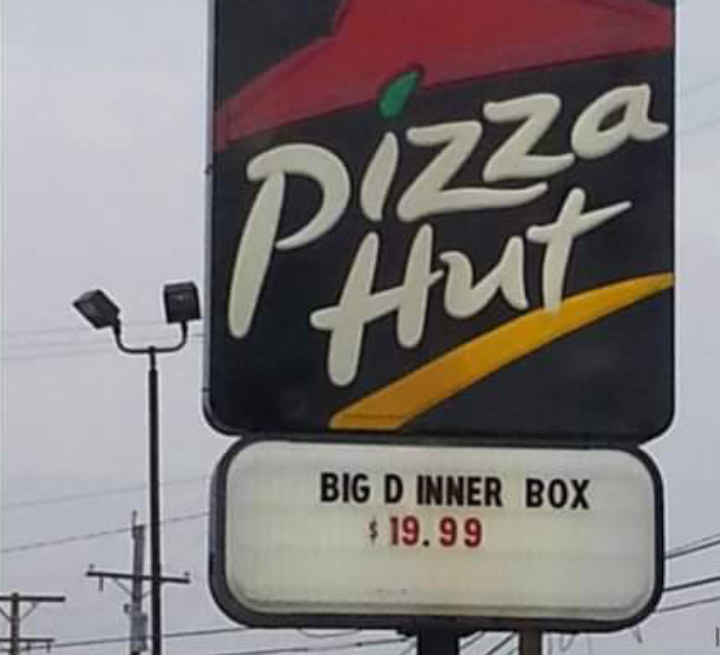 Pizza
Hut
BIG D INNER BOX
$19.99